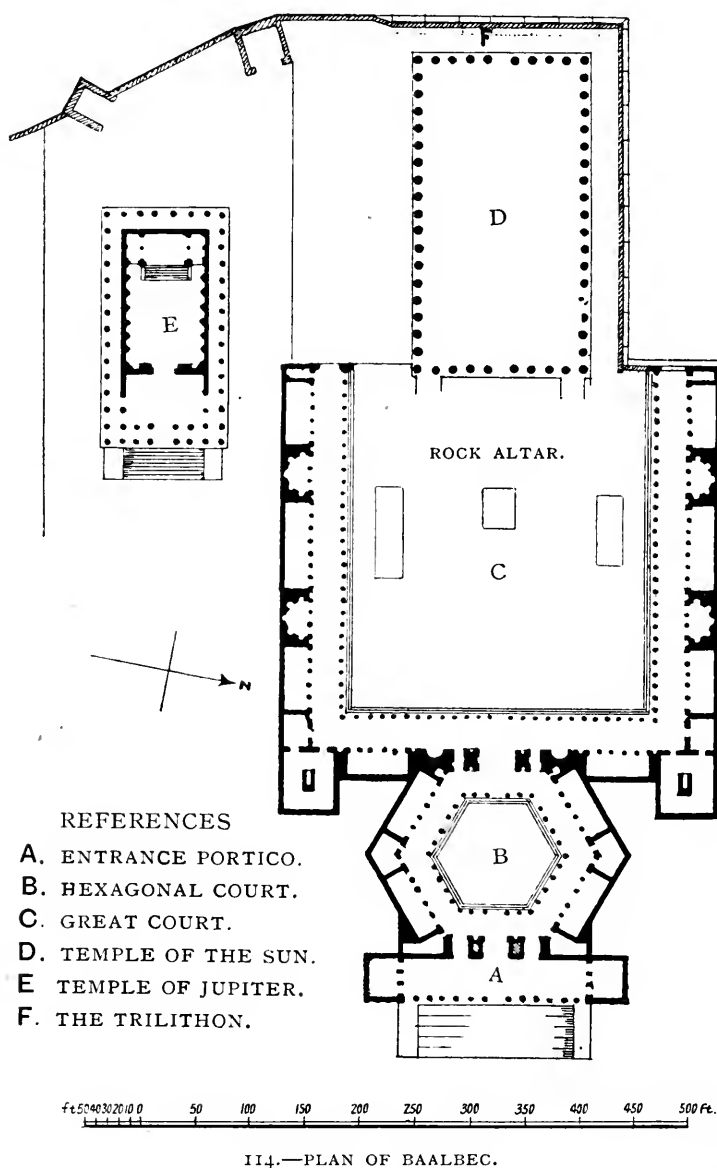 F
D
E
ROCK ALTAR.
C
N
B
A
REFERENCES
A. ENTRANCE PORTICO.
B. HEXAGONAL COURT.
C. GREAT COURT.
D. TEMPLE OF THE SUN.
E TEMPLE OF JUPITER.
F. THE TRILITHON.
ft 50 40 30 20 10 0 50 100 150 200 250 300 350 400 450 500 Ft.
114.—PLAN OF BAALBEC.